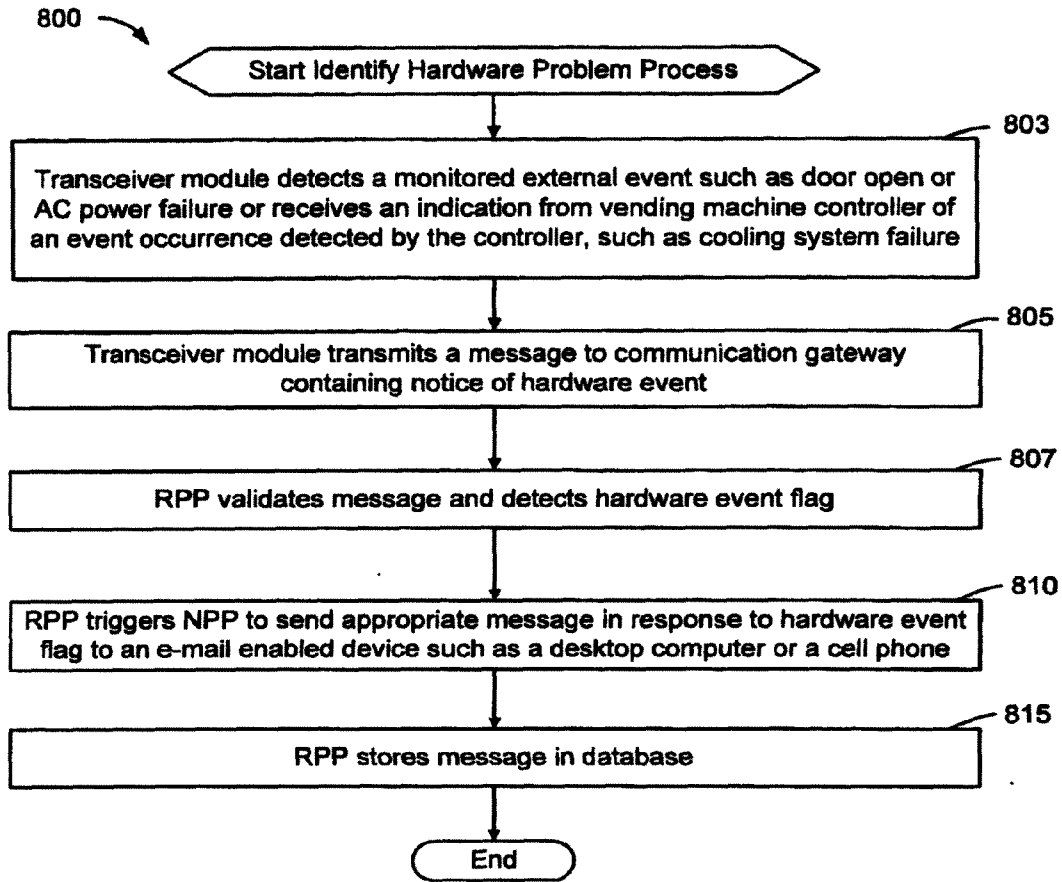 800
Start Identify Hardware Problem Process
803
Transceiver module detects a monitored external event such as door open or
AC power failure or receives an indication from vending machine controller of
an event occurrence detected by the controller, such as cooling system failure
805
Transceiver module transmits a message to communication gateway
containing notice of hardware event
807
RPP validates message and detects hardware event flag
810
RPP triggers NPP to send appropriate message in response to hardware event
flag to an e-mail enabled device such as a desktop computer or a cell phone
815
RPP stores message in database
End